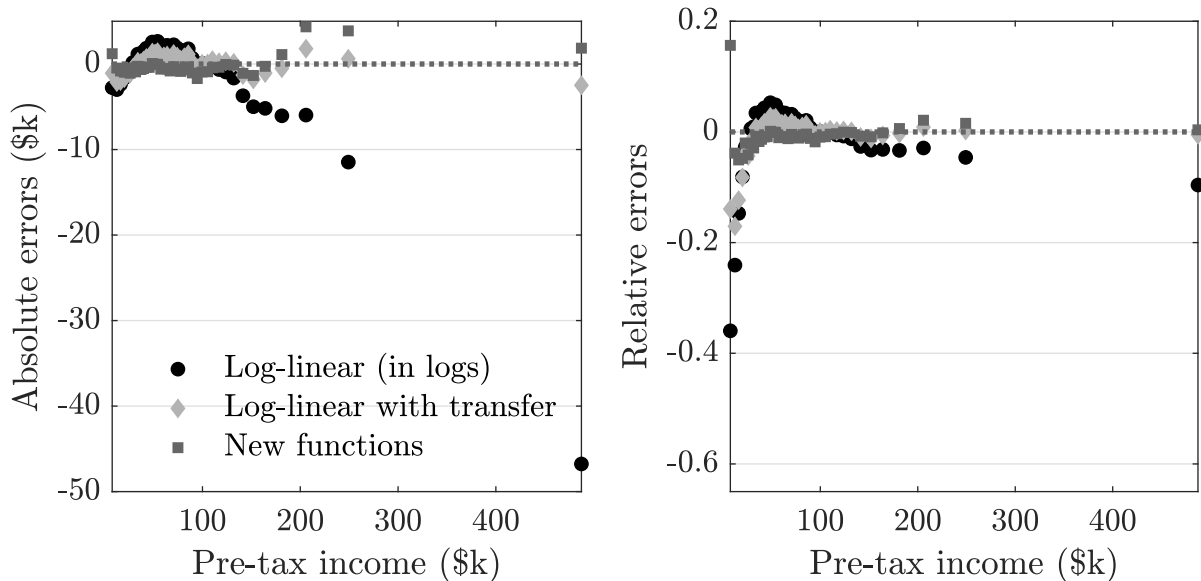 Absolute errors ($k)
0
-10
-20
-30
-40
-50
100
200
300
400
Pre-tax income ($k)
Log-linear (in logs)
Log-linear with transfer
New functions
Relative errors
0.2
0
-0.2
-0.4
-0.6
100
200
300
400
Pre-tax income ($k)